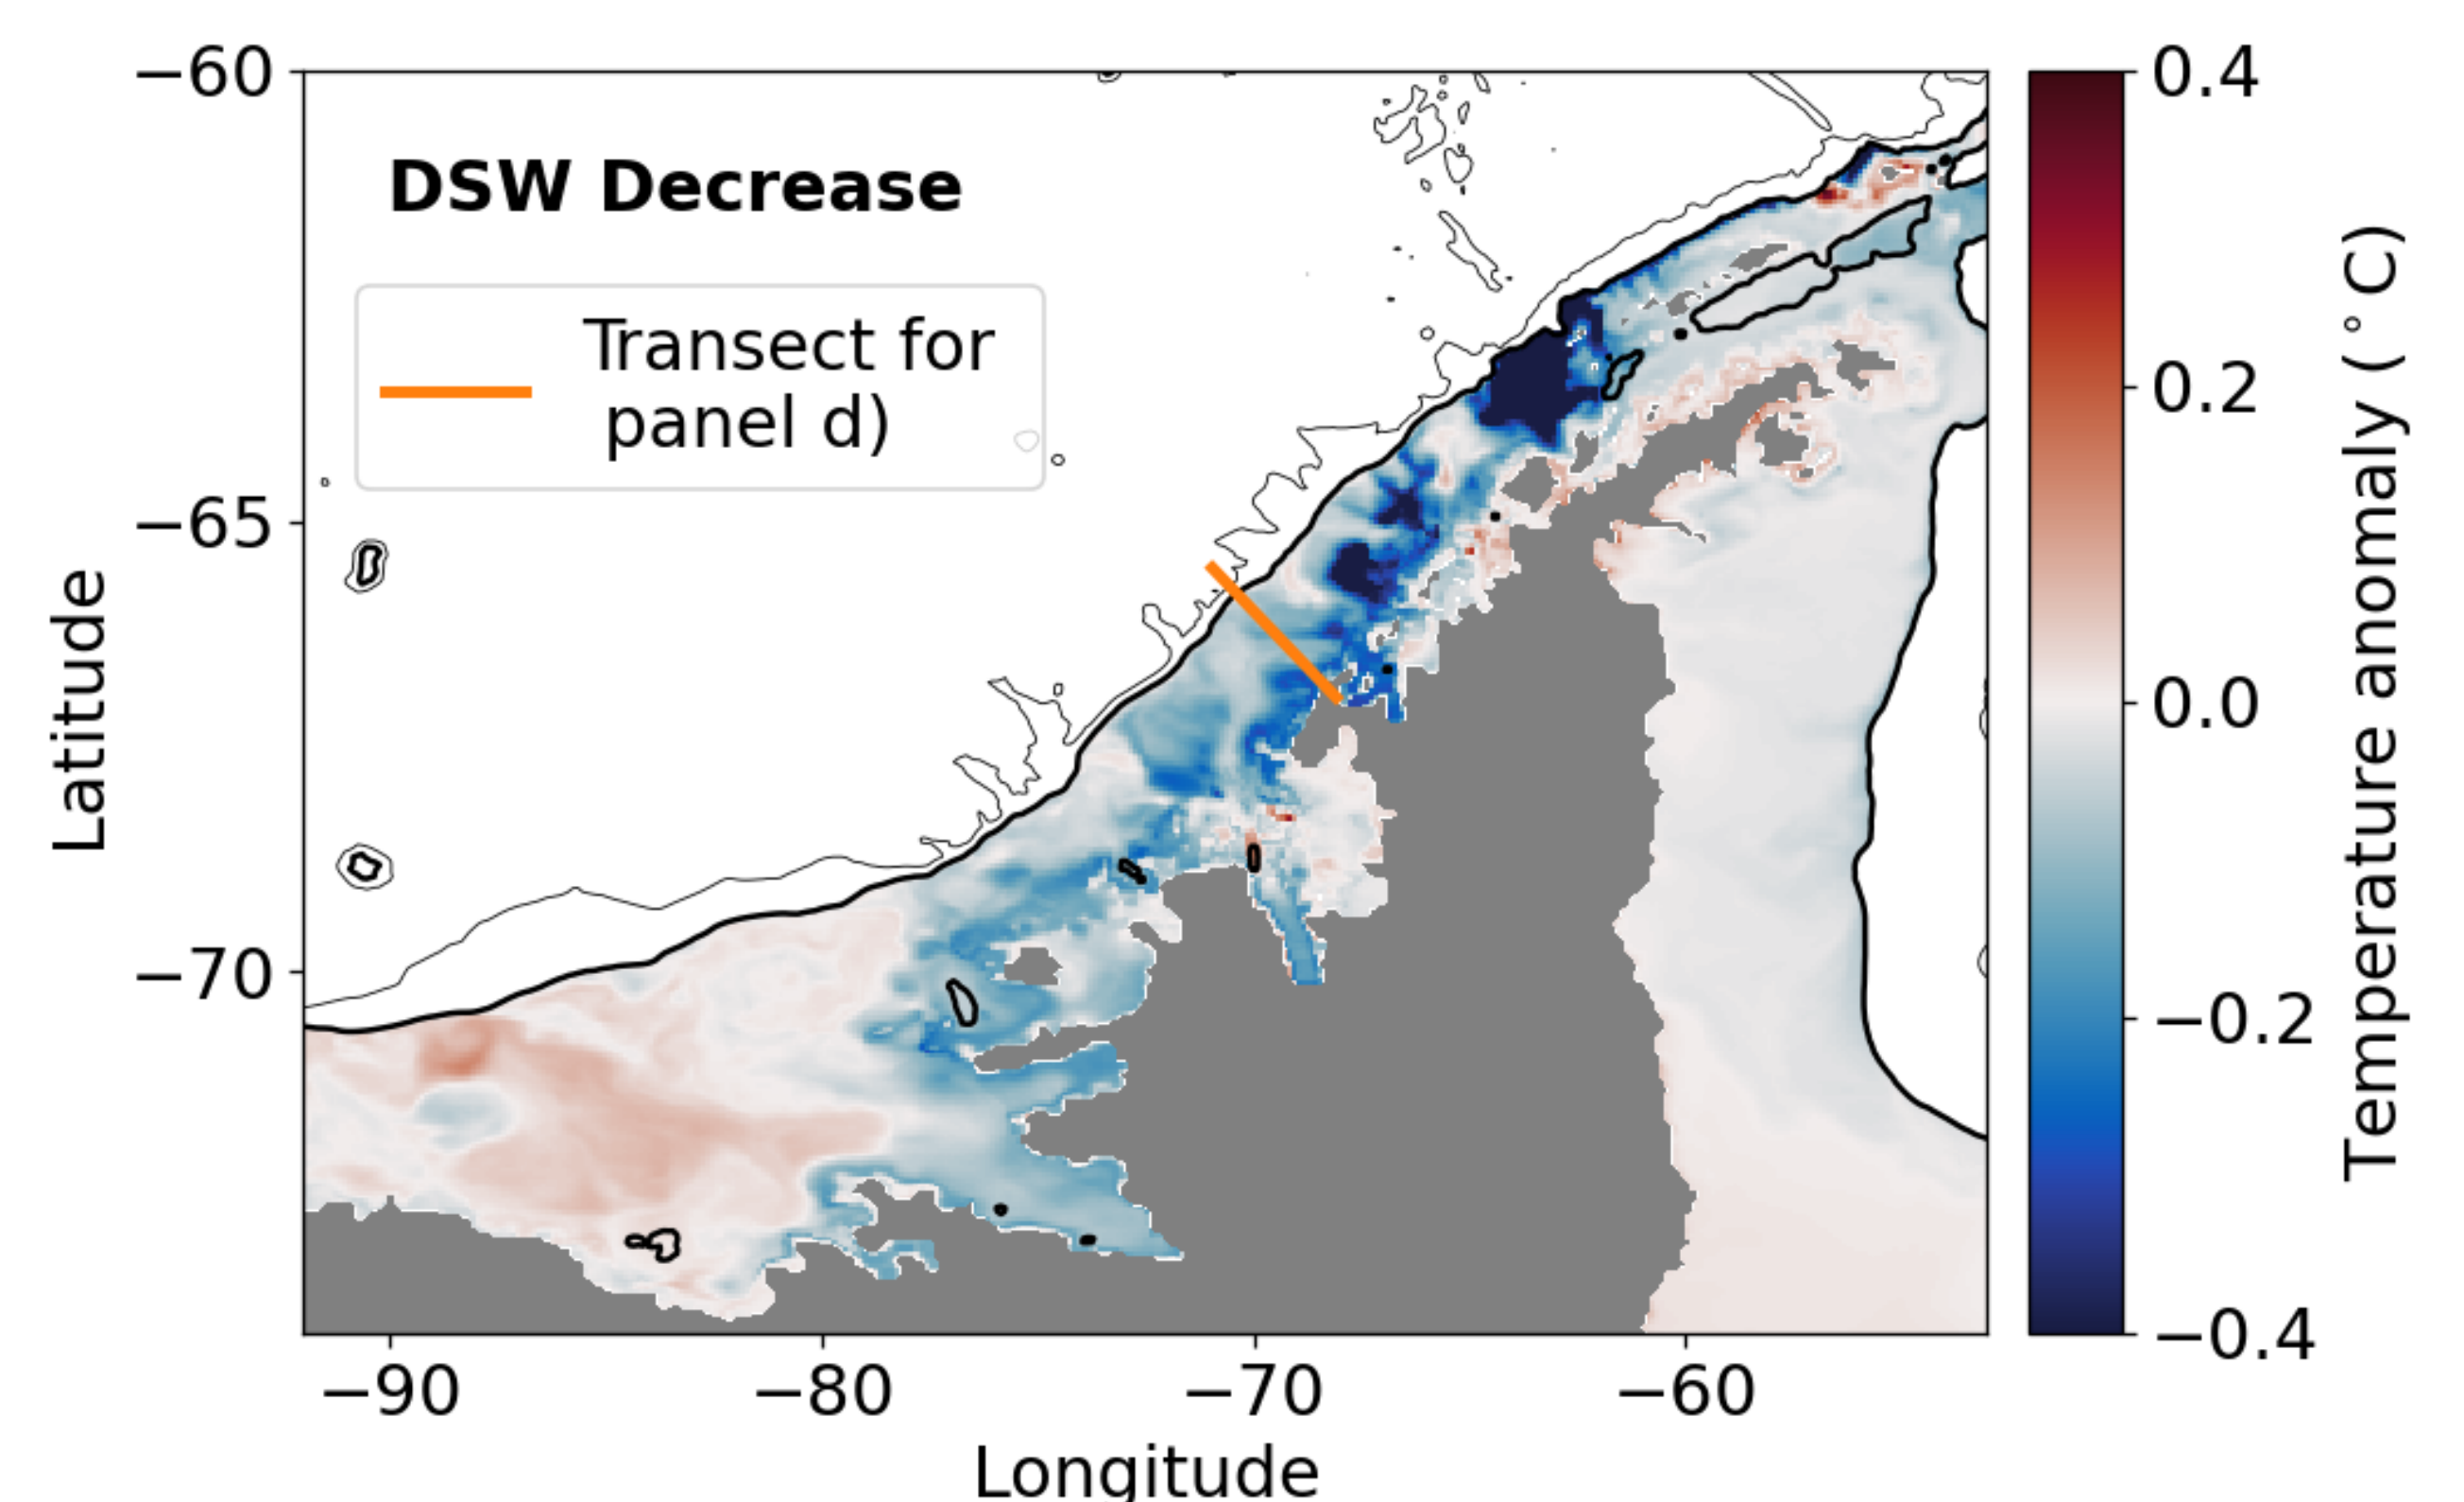 DSW Decrease
Transect for
panel d)
−60
−65
−70
Latitude
−90
−80
−70
−60
Longitude
0.4
0.2
0.0
−0.2
−0.4
Temperature anomaly (°C)